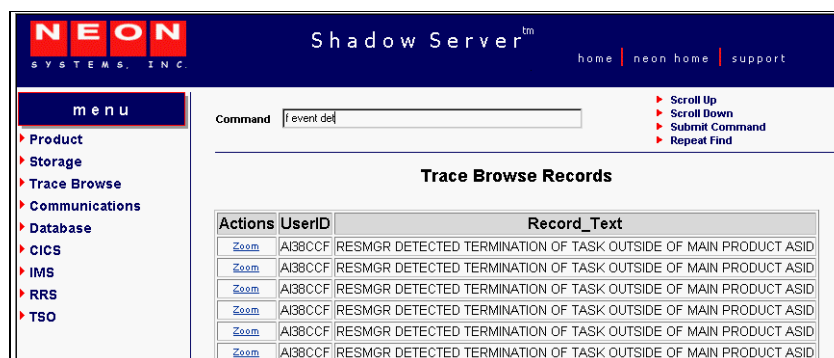 NEON
SYSTEMS, INC.
Shadow Server tm
home neon home support
menu
Product
Storage
Trace Browse
Communications
Database
CICS
IMS
RRS
TSO
Command f event det
Scroll Up
Scroll Down
Submit Command
Repeat Find
Trace Browse Records
Actions UserID Record_Text
Zoom AI38CCF RESMGR DETECTED TERMINATION OF TASK OUTSIDE OF MAIN PRODUCT ASID
Zoom AI38CCF RESMGR DETECTED TERMINATION OF TASK OUTSIDE OF MAIN PRODUCT ASID
Zoom AI38CCF RESMGR DETECTED TERMINATION OF TASK OUTSIDE OF MAIN PRODUCT ASID
Zoom AI38CCF RESMGR DETECTED TERMINATION OF TASK OUTSIDE OF MAIN PRODUCT ASID
Zoom AI38CCF RESMGR DETECTED TERMINATION OF TASK OUTSIDE OF MAIN PRODUCT ASID
Zoom AI38CCF RESMGR DETECTED TERMINATION OF TASK OUTSIDE OF MAIN PRODUCT ASID